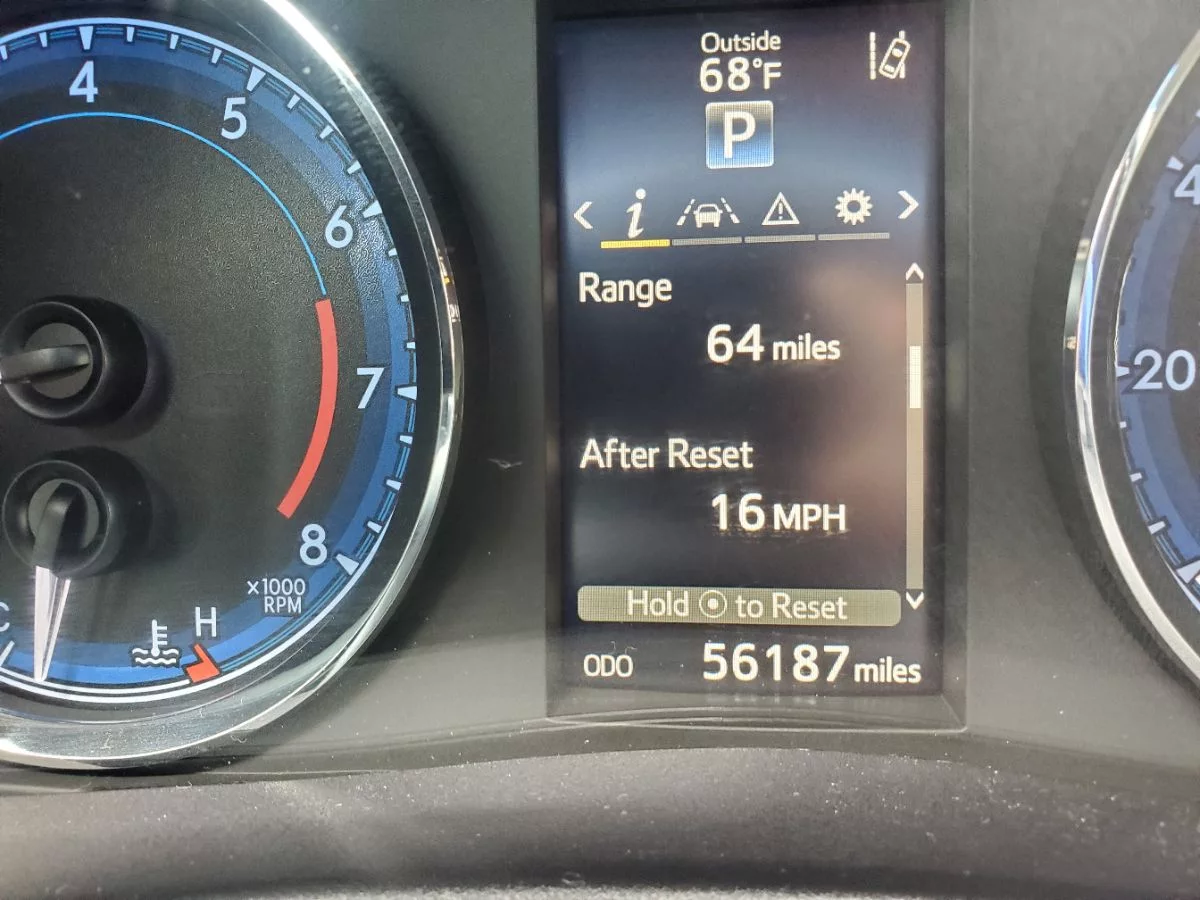 4
5
6
7
8
x1000
RPM
C
H
Outside
68°F
P
i
Range
64 miles
After Reset
16 MPH
Hold to Reset
ODO 56187 miles
4
20